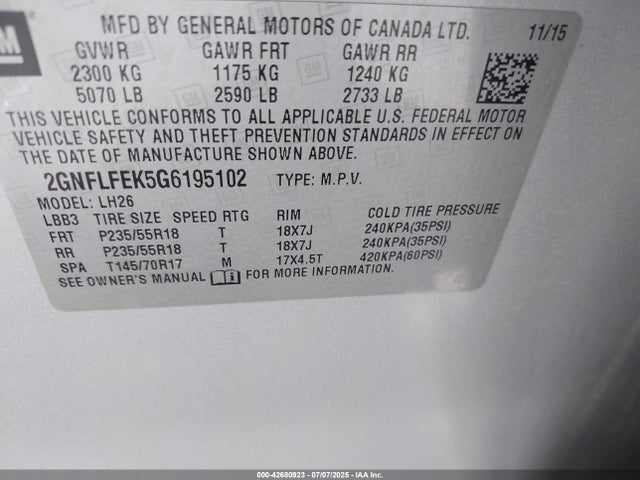 GM
MFD BY GENERAL MOTORS OF CANADA LTD. 11/15
GVWR GAWR FRT GAWR RR
2300 KG 1175 KG 1240 KG
5070 LB 2590 LB 2733 LB
THIS VEHICLE CONFORMS TO ALL APPLICABLE U.S. FEDERAL MOTOR
VEHICLE SAFETY AND THEFT PREVENTION STANDARDS IN EFFECT ON
THE DATE OF MANUFACTURE SHOWN ABOVE.
2GNFLFEK5G6195102 TYPE: M.P.V.
MODEL: LH26
LBB3 TIRE SIZE SPEED RTG RIM COLD TIRE PRESSURE
FRT P235/55R18 T 18X7J 240KPA(35PSI)
RR P235/55R18 T 18X7J 240KPA(35PSI)
SPA T145/70R17 M 17X4.5T 420KPA(60PSI)
SEE OWNER'S MANUAL FOR MORE INFORMATION.
000-42680923 | 07/07/2025 | IAA Inc.